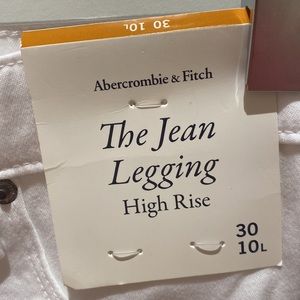 30 10L
Abercrombie & Fitch
The Jean
Legging
High Rise
30
10L